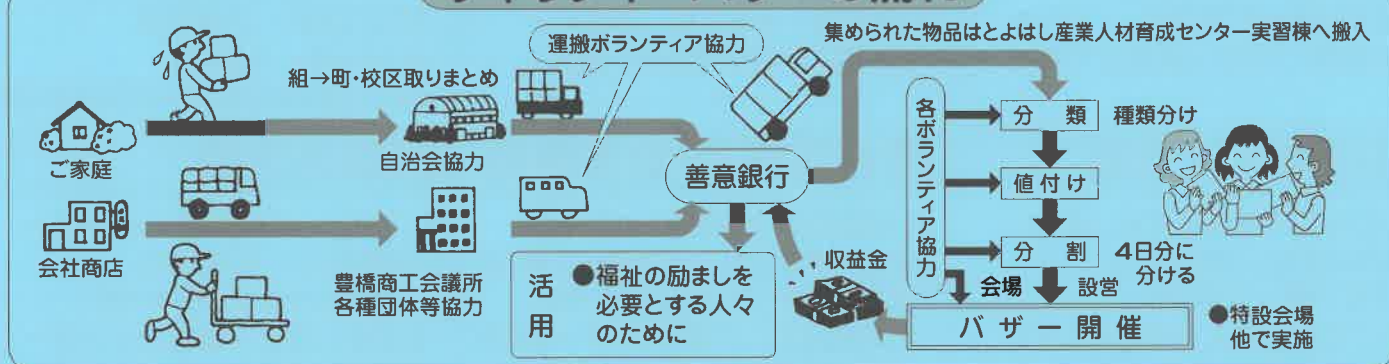 運搬ボランティア協力
集められた物品はとよはし産業人材育成センター実習棟へ搬入
組→町・校区取りまとめ
ご家庭
自治会協力
会社商店
豊橋商工会議所
各種団体等協力
善意銀行
活用
●福祉の励ましを
必要とする人々
のために
収益金
各ボランティア協力
分類
種類分け
値付け
分割
4日分に
分ける
会場
設営
バザー開催
●特設会場
他で実施